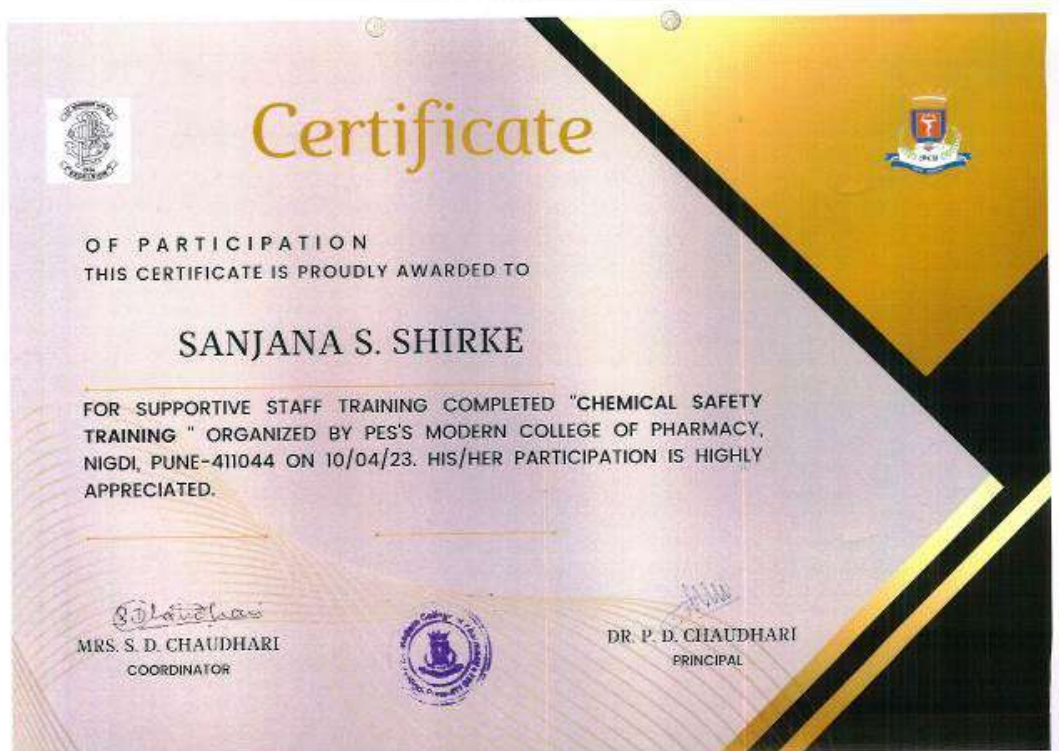 Certificate
OF PARTICIPATION
THIS CERTIFICATE IS PROUDLY AWARDED TO
SANJANA S. SHIRKE
FOR SUPPORTIVE STAFF TRAINING COMPLETED "CHEMICAL SAFETY
TRAINING " ORGANIZED BY PES'S MODERN COLLEGE OF PHARMACY,
NIGDI, PUNE-411044 ON 10/04/23. HIS/HER PARTICIPATION IS HIGHLY
APPRECIATED.
MRS. S. D. CHAUDHARI
COORDINATOR
DR. P. D. CHAUDHARI
PRINCIPAL